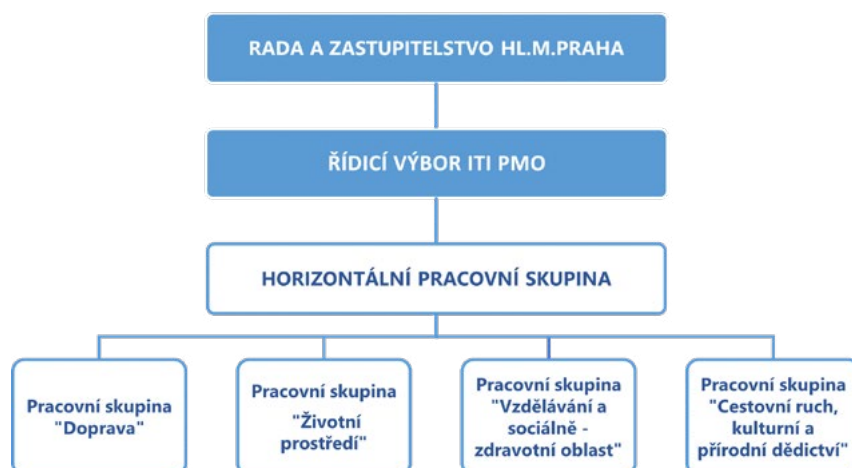 RADA A ZASTUPITELSTVO HL.M.PRAHA
ŘÍDICÍ VÝBOR ITI PMO
HORIZONTÁLNÍ PRACOVNÍ SKUPINA
Pracovní skupina
"Doprava"
Pracovní skupina
"Životní
prostředí"
Pracovní skupina
"Vzdělávání a
sociálně -
zdravotní oblast"
Pracovní skupina
"Cestovní ruch,
kulturní a
přírodní dědictví"